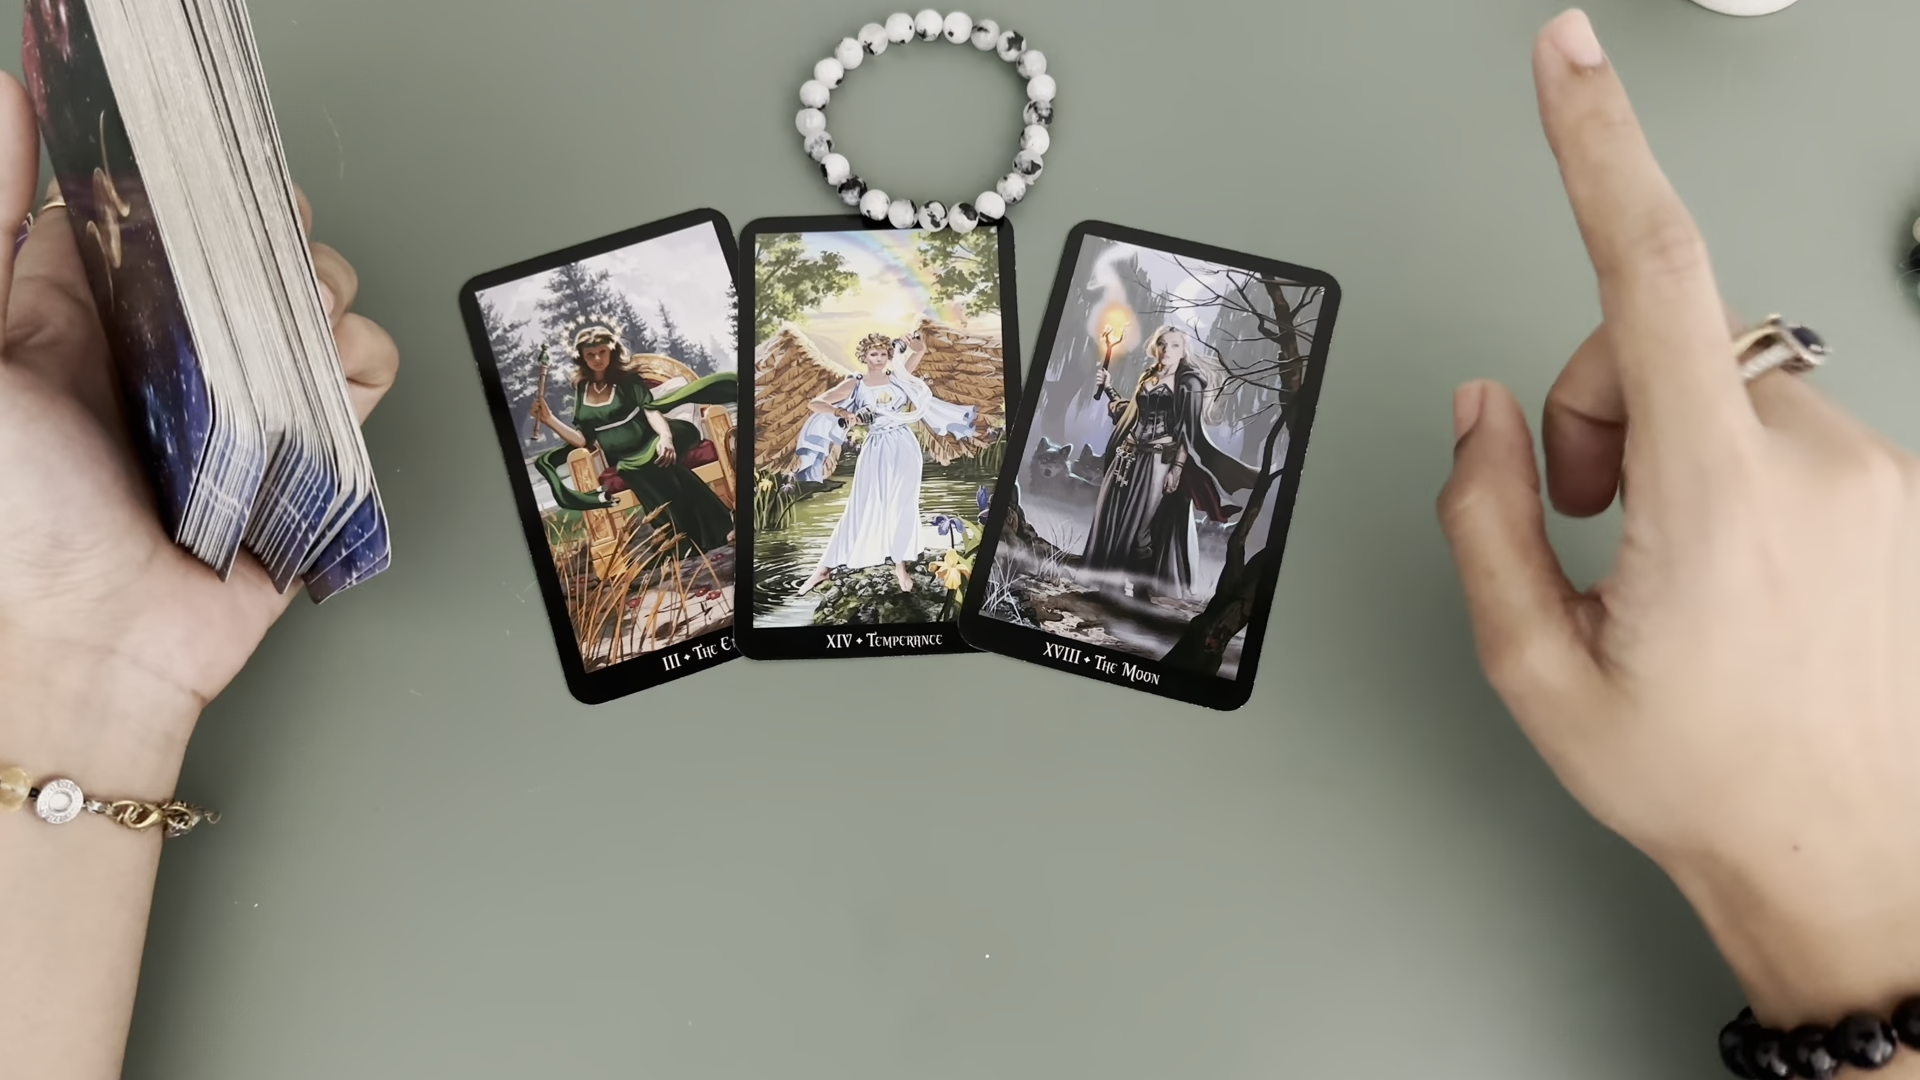 III ✦ The
XIV ✦ Temperance
XVIII ✦ The Moon